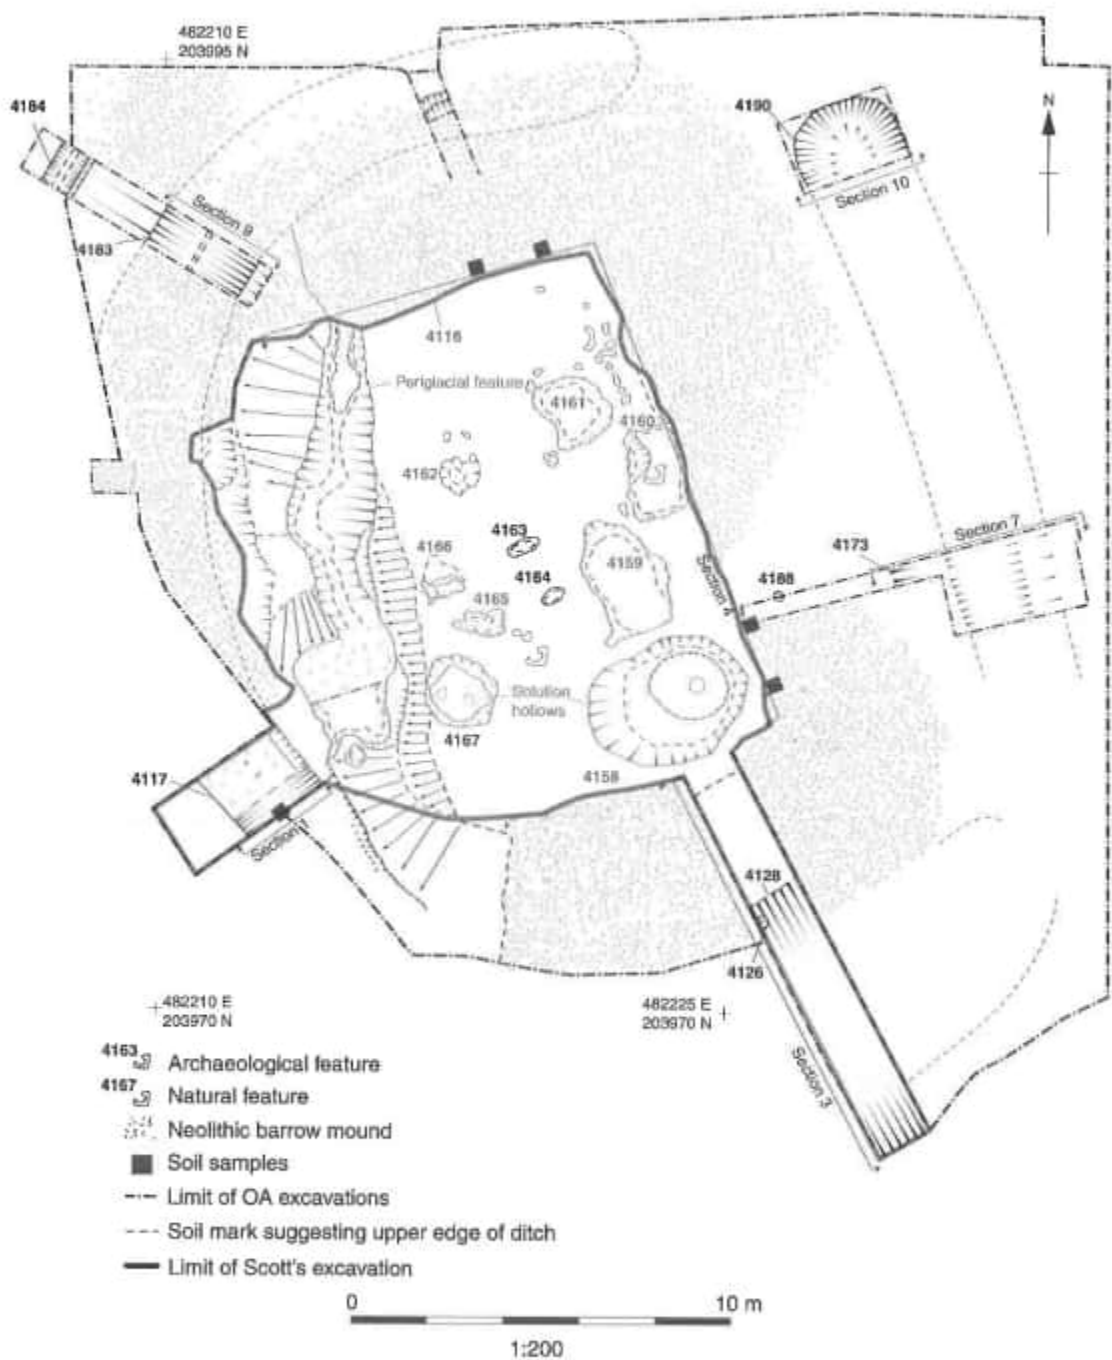 482210 E
203995 N
4184
4190
N
Section 9
Section 10
4183
4116
Periglacial feature
4161
4160
4162
4163
4173
Section 7
4166
4159
4188
4164
Section 4
4165
Solution
hollows
4167
4158
4117
Section 1
4128
4126
482210 E
203970 N
482225 E
203970 N
Section 3
4163 Archaeological feature
4167 Natural feature
Neolithic barrow mound
Soil samples
Limit of OA excavations
Soil mark suggesting upper edge of ditch
Limit of Scott's excavation
0 10 m
1:200